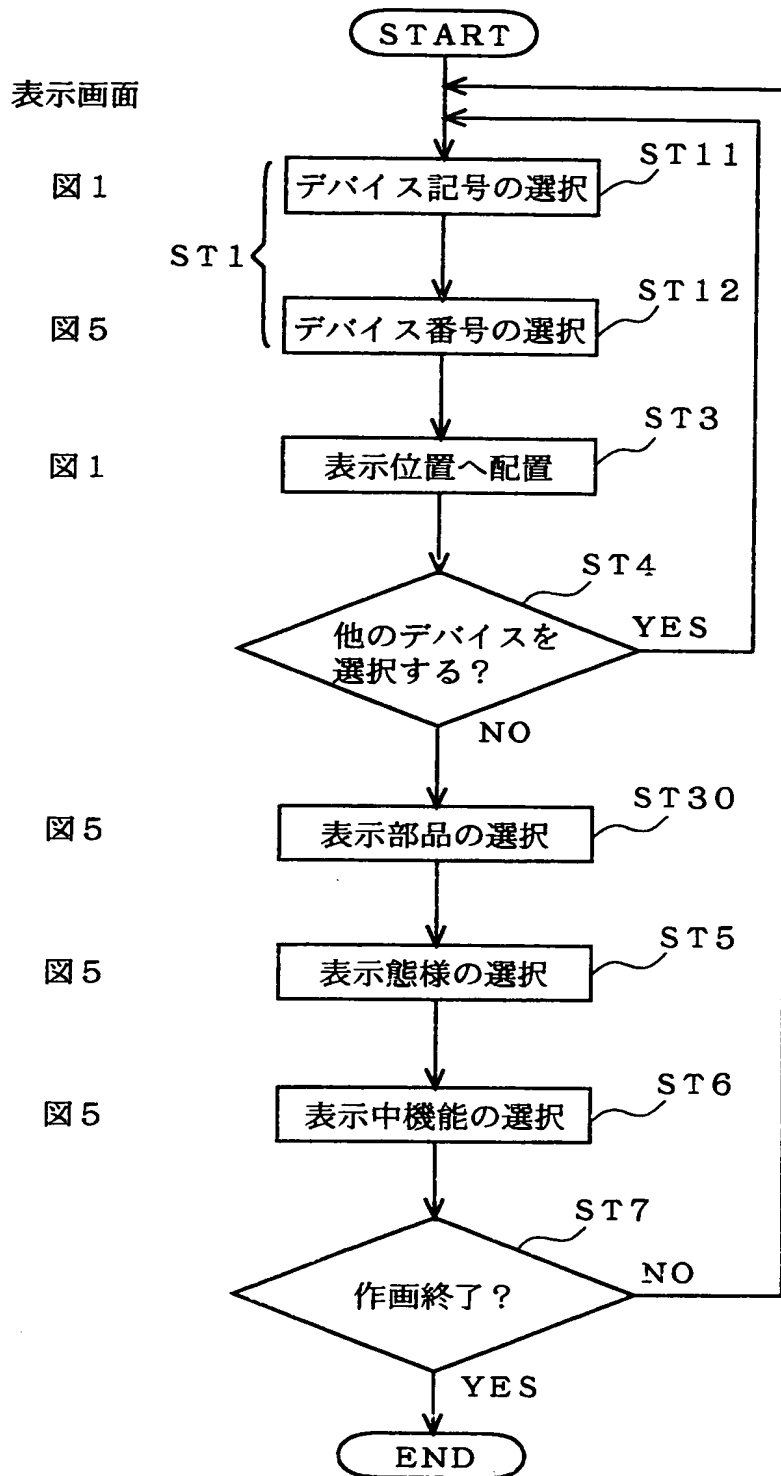 START
表示画面
図1
デバイス記号の選択
ST11
ST1
図5
デバイス番号の選択
ST12
図1
表示位置へ配置
ST3
ST4
他のデバイスを
選択する?
YES
NO
図5
表示部品の選択
ST30
図5
表示態様の選択
ST5
図5
表示中機能の選択
ST6
ST7
作画終了?
NO
YES
END